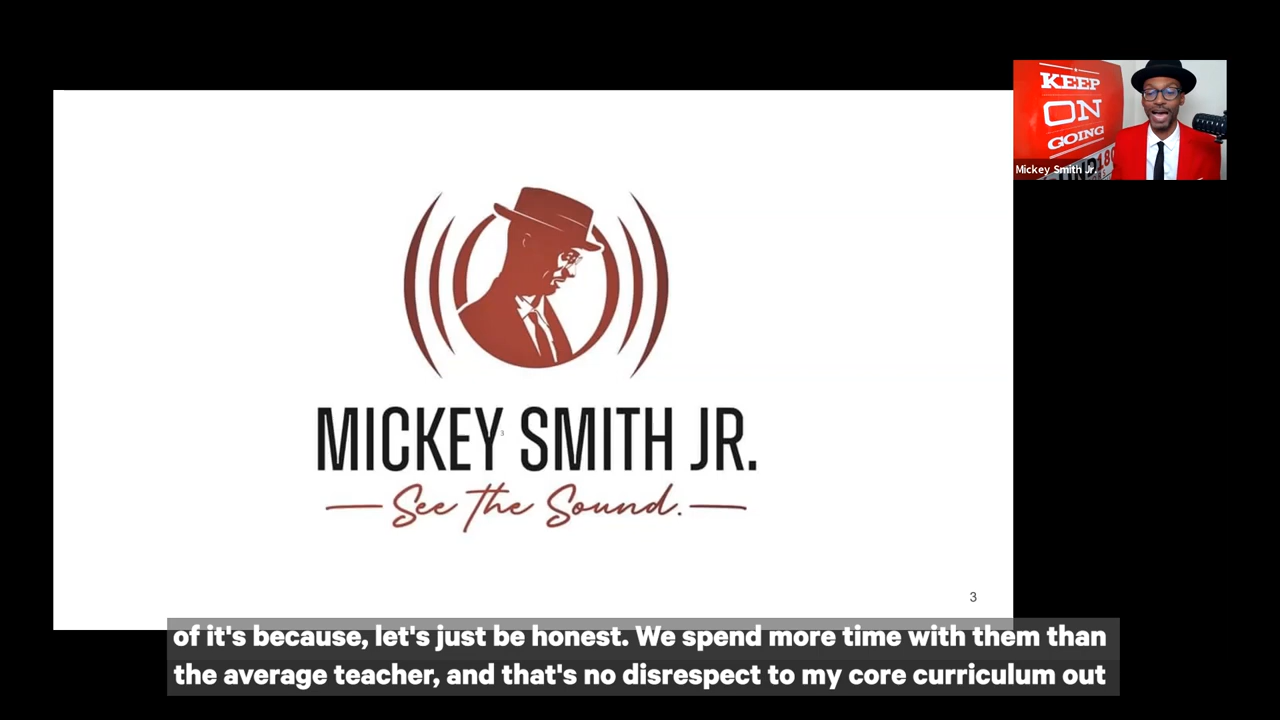 KEEP
ON
GOING
Mickey Smith Jr.
MICKEY SMITH JR.
See The Sound.
3
of it's because, let's just be honest. We spend more time with them than
the average teacher, and that's no disrespect to my core curriculum out